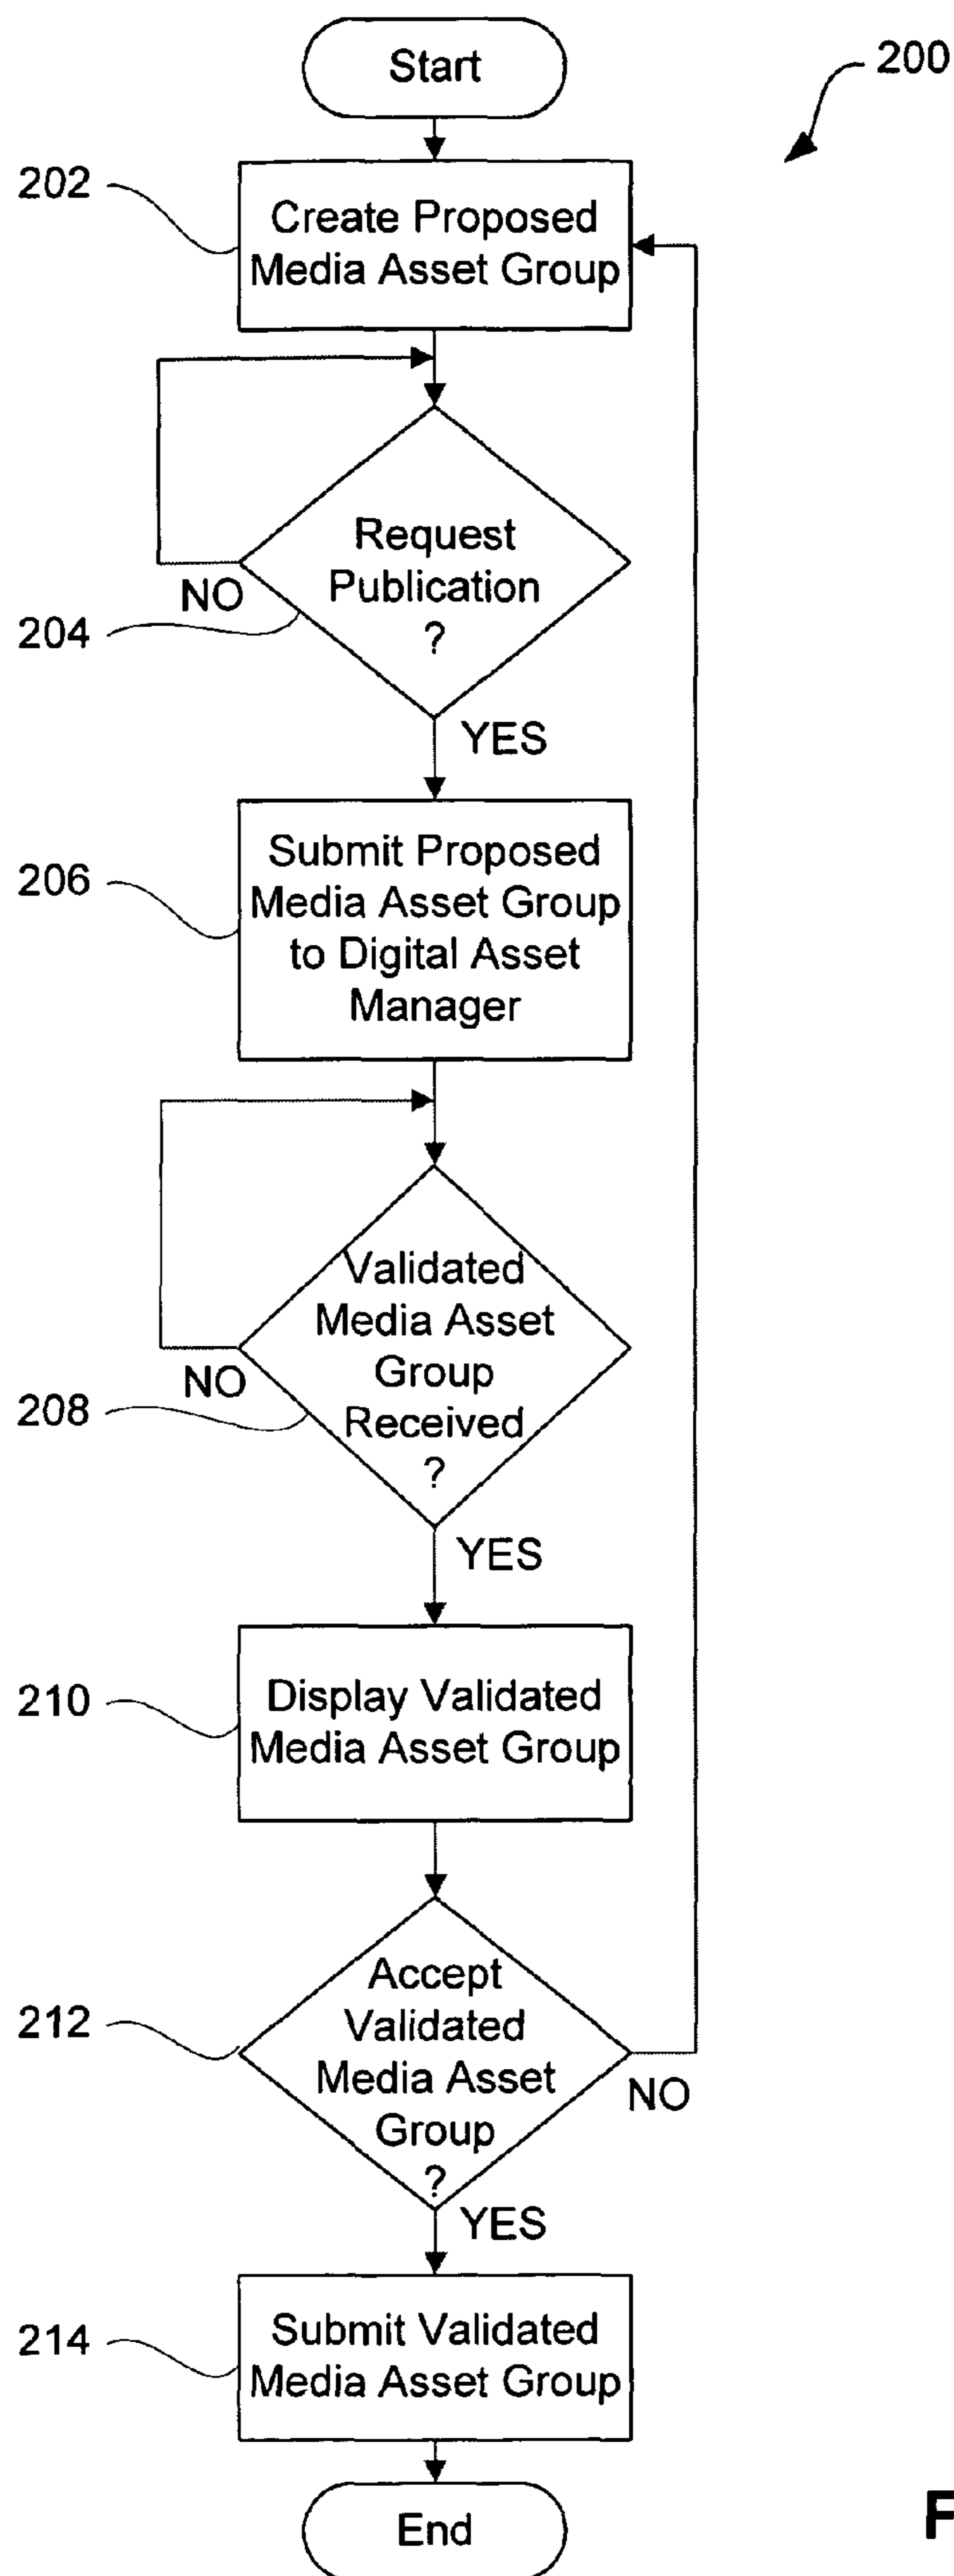 Start
200
202
Create Proposed
Media Asset Group
Request
Publication
?
NO
204
YES
206
Submit Proposed
Media Asset Group
to Digital Asset
Manager
Validated
Media Asset
Group
Received
?
NO
208
YES
210
Display Validated
Media Asset Group
212
Accept
Validated
Media Asset
Group
?
NO
YES
214
Submit Validated
Media Asset Group
End
F